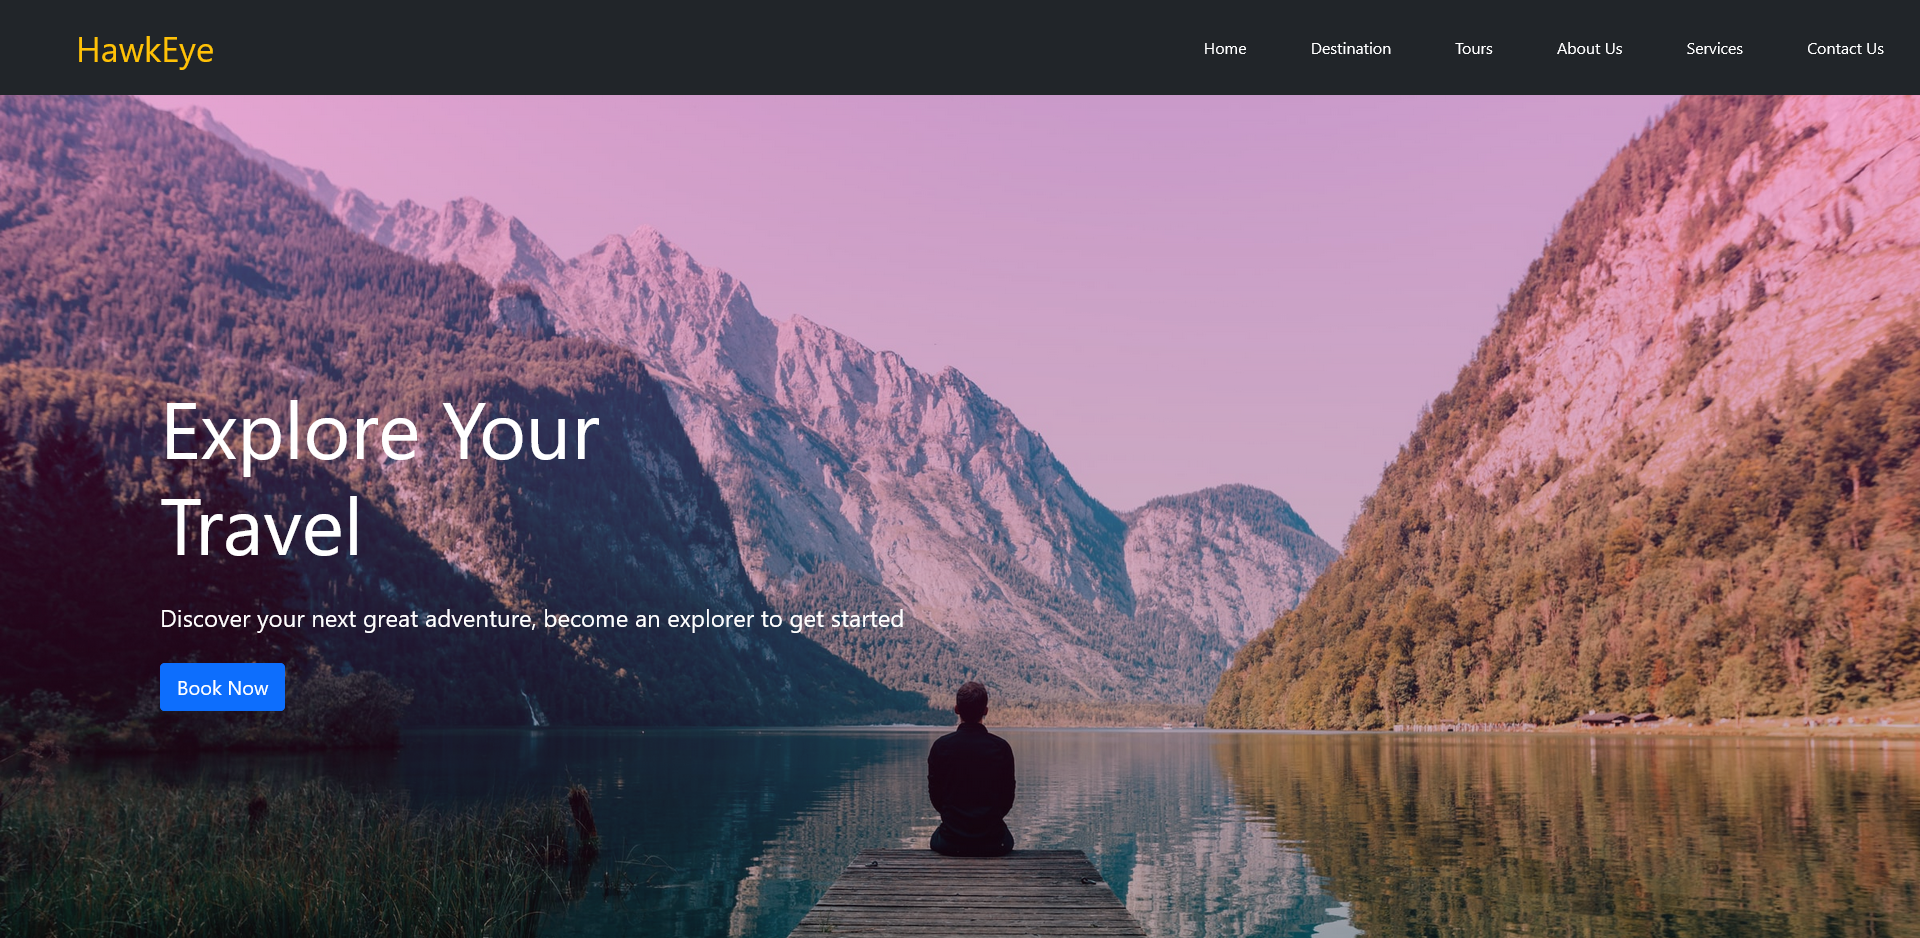 HawkEye
Home Destination Tours About Us Services Contact Us
Explore Your
Travel
Discover your next great adventure, become an explorer to get started
Book Now